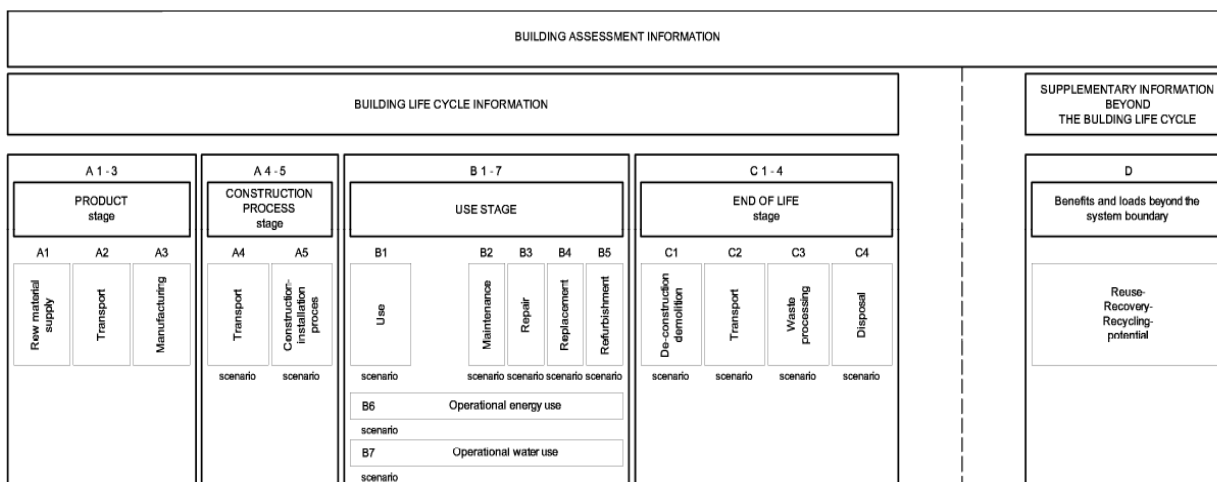 BUILDING ASSESSMENT INFORMATION
BUILDING LIFE CYCLE INFORMATION
SUPPLEMENTARY INFORMATION
BEYOND
THE BULDING LIFE CYCLE
A 1 - 3
PRODUCT
stage
A1
A2
A3
Rew material
supply
Transport
Manufacturing
A 4 - 5
CONSTRUCTION
PROCESS
stage
A4
A5
Transport
Construction-
installation
proces
scenario
scenario
B 1 - 7
USE STAGE
B1
B2
B3
B4
B5
Use
Maintenance
Repair
Replacement
Refurbishment
scenario
scenario
scenario
scenario
scenario
B6
Operational energy use
scenario
B7
Operational water use
scenario
C 1 - 4
END OF LIFE
stage
C1
C2
C3
C4
De-construction
demolition
Transport
Waste
processing
Disposal
scenario
scenario
scenario
scenario
D
Benefits and loads beyond the
system boundary
Reuse-
Recovery-
Recycling-
potential